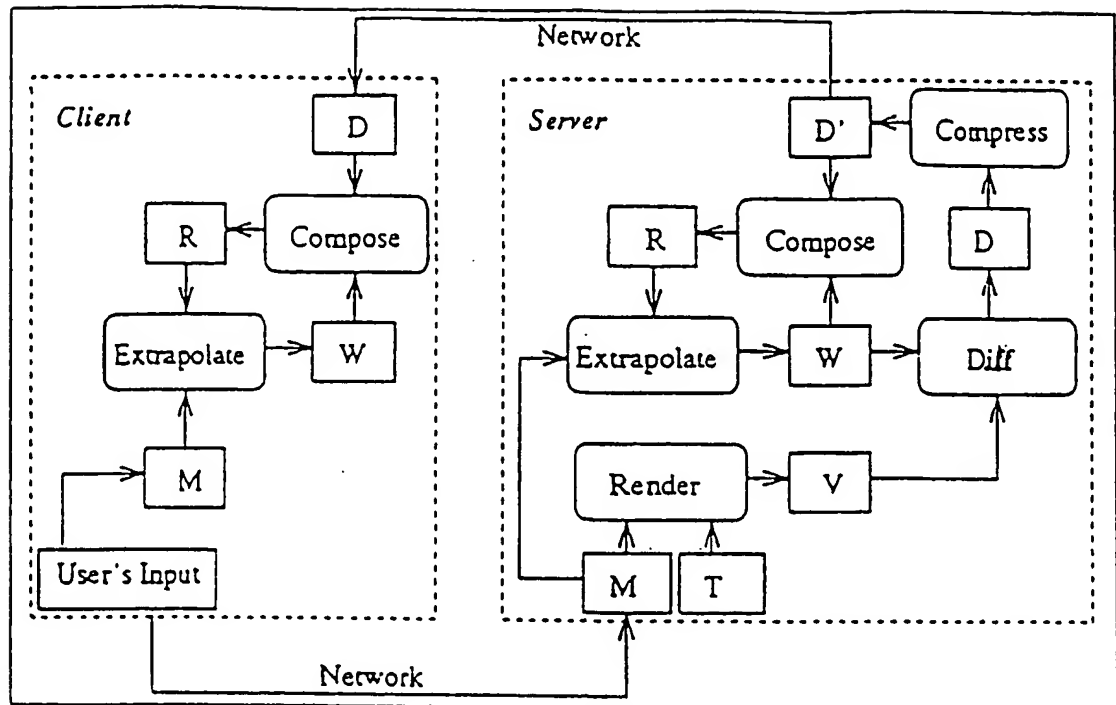 Network
Client
D
R
Compose
Extrapolate
W
M
User's Input
Server
D'
Compress
R
Compose
D
Extrapolate
W
Diff
Render
V
M
T
Network